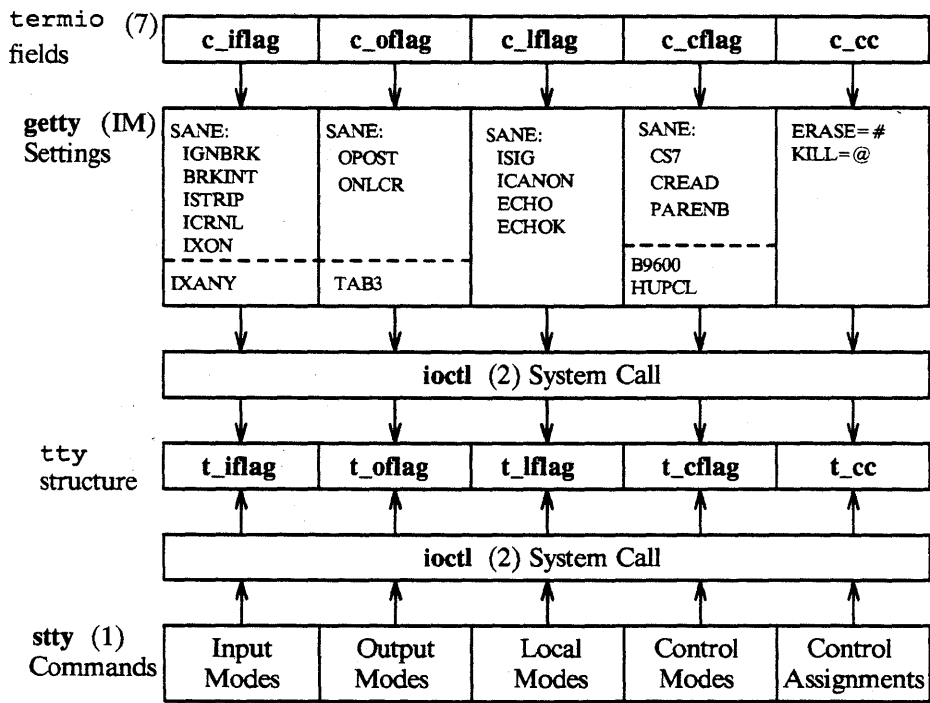 termio (7)
fields
c_iflag
c_oflag
c_lflag
c_cflag
c_cc
getty (IM)
Settings
SANE:
IGNBRK
BRKINT
ISTRIP
ICRNL
IXON
IXANY
SANE:
OPOST
ONLCR
TAB3
SANE:
ISIG
ICANON
ECHO
ECHOK
SANE:
CS7
CREAD
PARENB
B9600
HUPCL
ERASE=#
KILL=@
ioctl (2) System Call
tty
structure
t_iflag
t_oflag
t_lflag
t_cflag
t_cc
ioctl (2) System Call
stty (1)
Commands
Input
Modes
Output
Modes
Local
Modes
Control
Modes
Control
Assignments